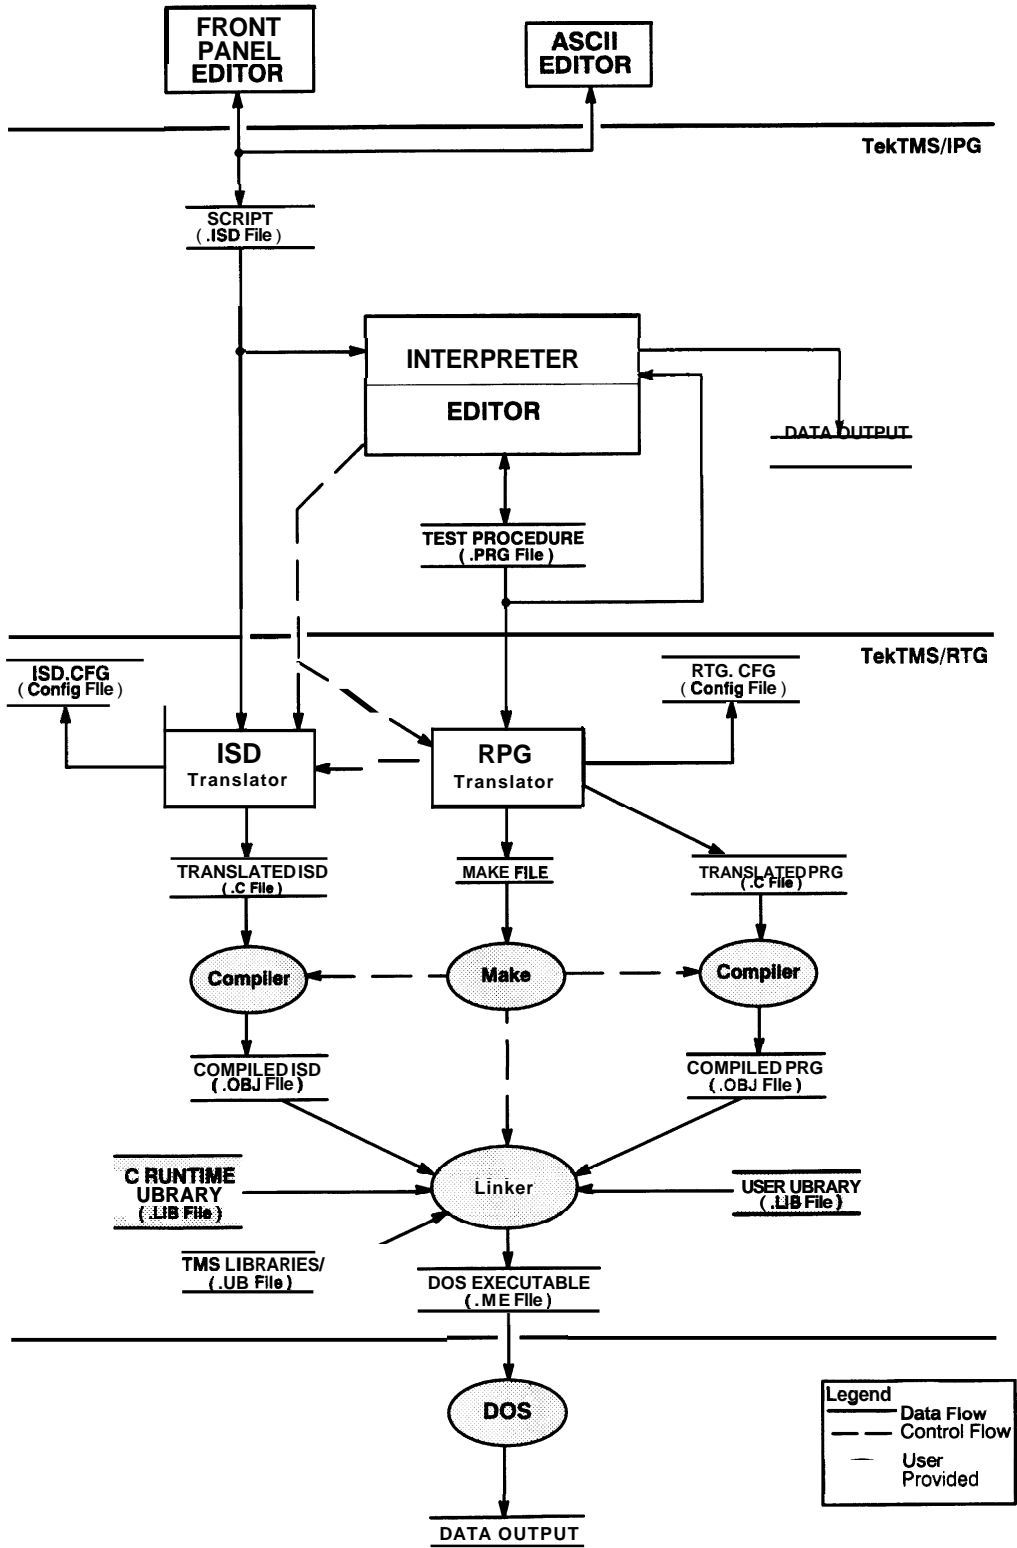 FRONT
PANEL
EDITOR
ASCII
EDITOR
TekTMS/IPG
SCRIPT
( .ISD File )
INTERPRETER
EDITOR
DATA OUTPUT
TEST PROCEDURE
( .PRG File )
TekTMS/RTG
ISD.CFG
( Config File )
RTG. CFG
( Config File )
ISD
Translator
RPG
Translator
TRANSLATED ISD
( .C File )
MAKE FILE
TRANSLATED PRG
( .C File )
Compiler
Make
Compiler
COMPILED ISD
( .OBJ File )
COMPILED PRG
( .OBJ File )
C RUNTIME
UBRARY
( .LIB File )
Linker
USER UBRARY
( .LIB File )
TMS LIBRARIES/
( .UB File )
DOS EXECUTABLE
( .ME File )
DOS
Legend
Data Flow
Control Flow
User
Provided
DATA OUTPUT